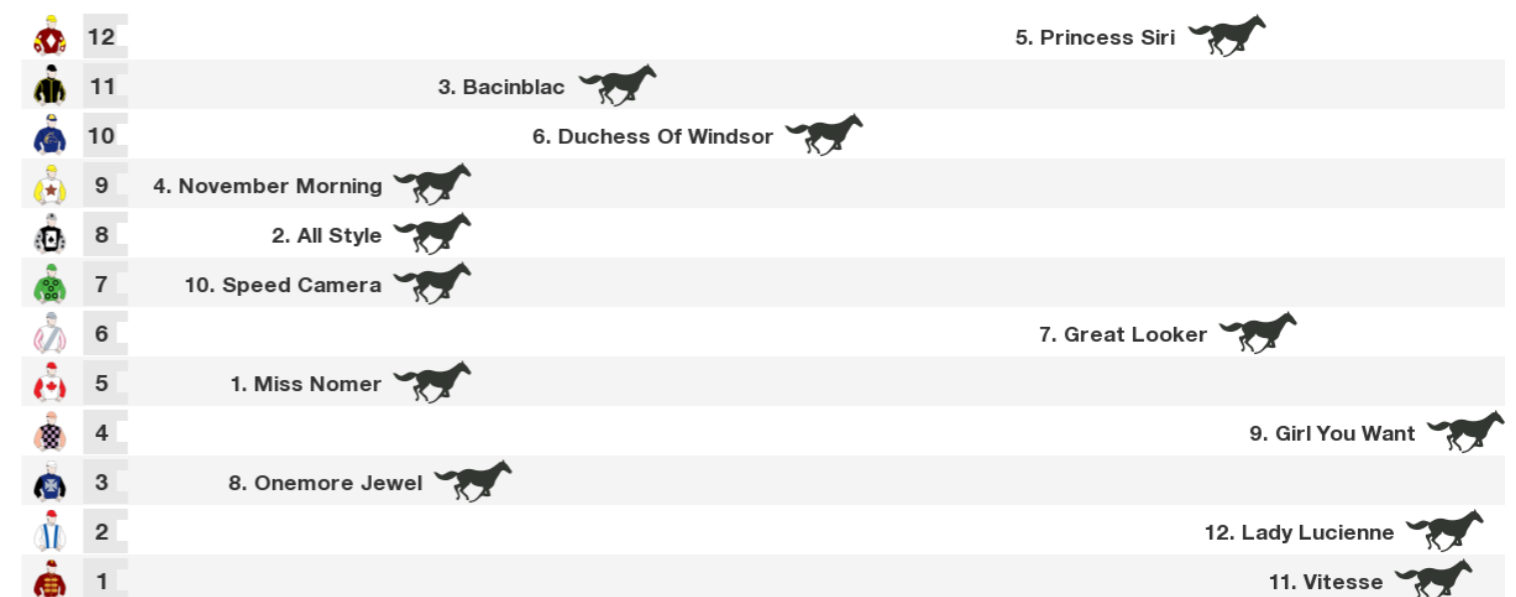 12 5. Princess Siri
11 3. Bacinblac
10 6. Duchess Of Windsor
9 4. November Morning
8 2. All Style
7 10. Speed Camera
6 7. Great Looker
5 1. Miss Nomer
4 9. Girl You Want
3 8. Onemore Jewel
2 12. Lady Lucienne
1 11. Vitesse